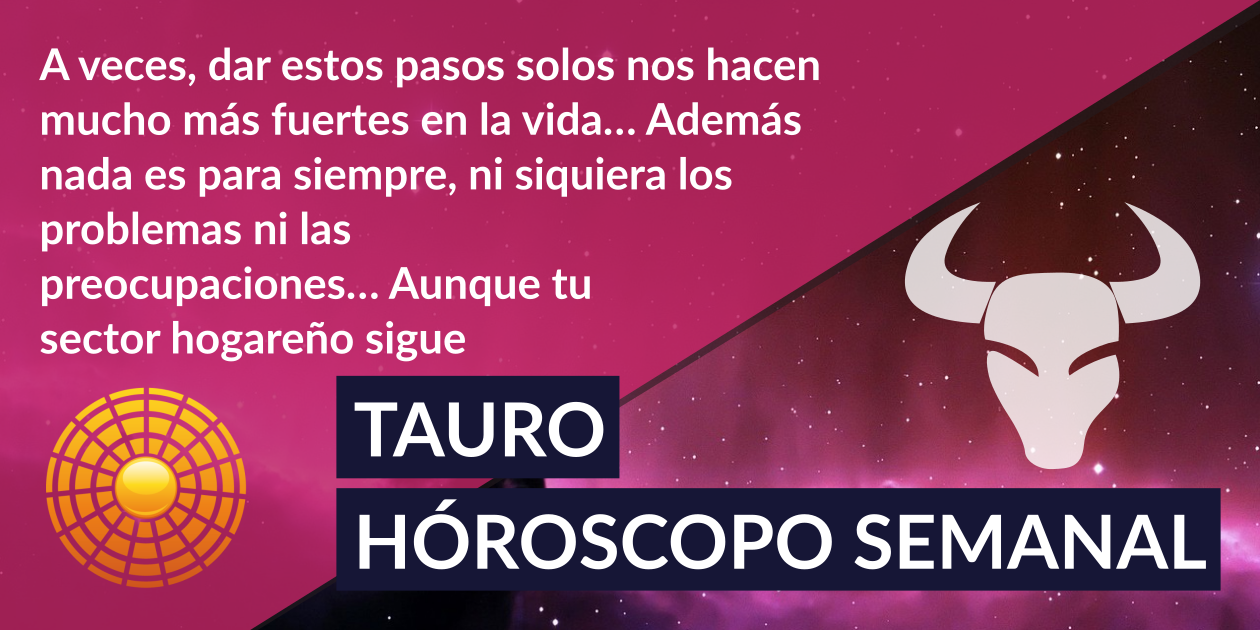 A veces, dar estos pasos solos nos hacen
mucho más fuertes en la vida... Además
nada es para siempre, ni siquiera los
problemas ni las
preocupaciones... Aunque tu
sector hogareño sigue
TAURO
HÓROSCOPO SEMANAL